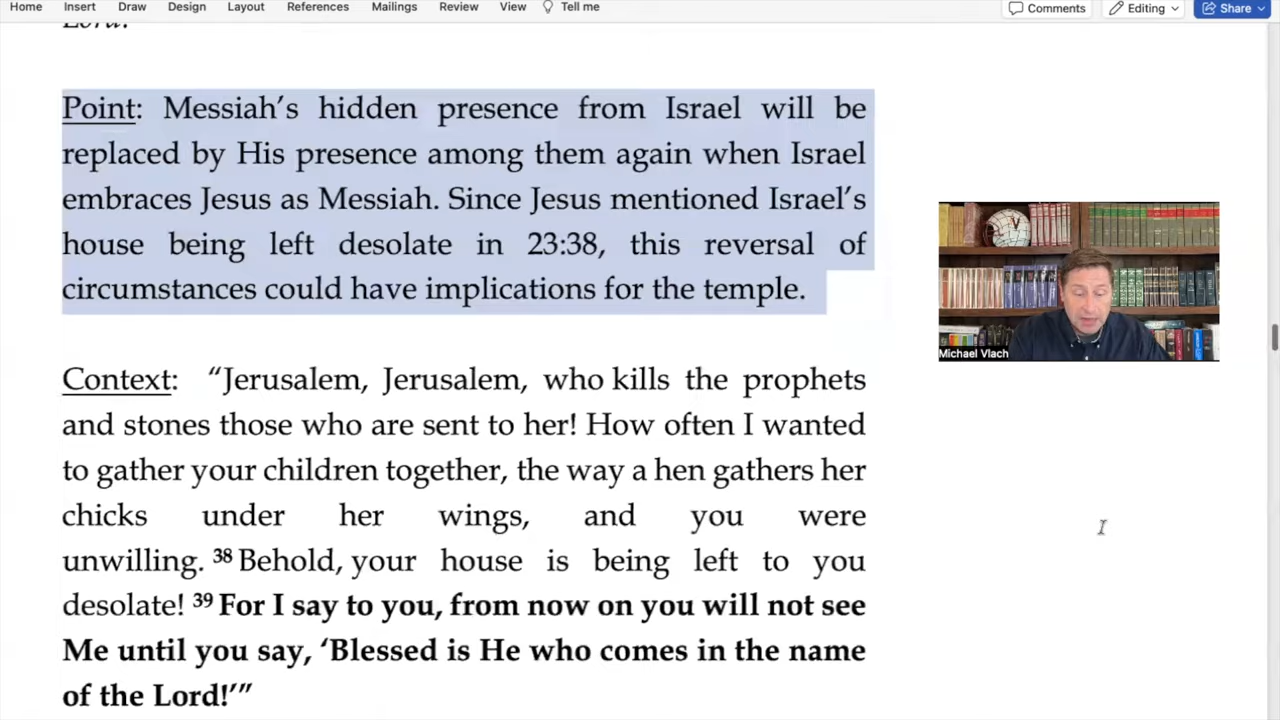 Home Insert Draw Design Layout References Mailings Review View Tell me Comments Editing Share
Lord.
Point: Messiah’s hidden presence from Israel will be
replaced by His presence among them again when Israel
embraces Jesus as Messiah. Since Jesus mentioned Israel’s
house being left desolate in 23:38, this reversal of
circumstances could have implications for the temple.
Michael Vlach
Context: “Jerusalem, Jerusalem, who kills the prophets
and stones those who are sent to her! How often I wanted
to gather your children together, the way a hen gathers her
chicks under her wings, and you were
unwilling. 38 Behold, your house is being left to you
desolate! 39 For I say to you, from now on you will not see
Me until you say, ‘Blessed is He who comes in the name
of the Lord!’”